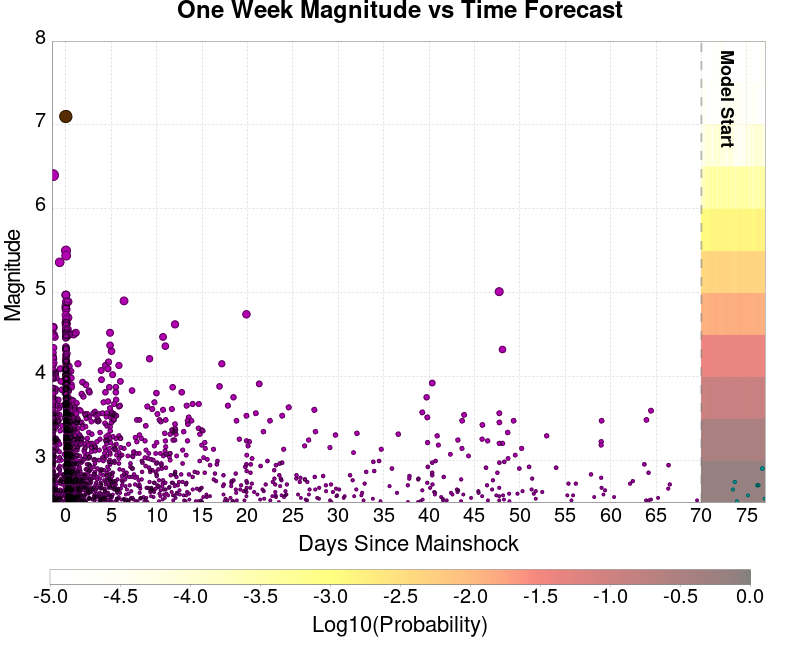 One Week Magnitude vs Time Forecast
8
7
6
5
4
3
Magnitude
Model Start
0 5 10 15 20 25 30 35 40 45 50 55 60 65 70 75
Days Since Mainshock
-5.0 -4.5 -4.0 -3.5 -3.0 -2.5 -2.0 -1.5 -1.0 -0.5 0.0
Log10(Probability)